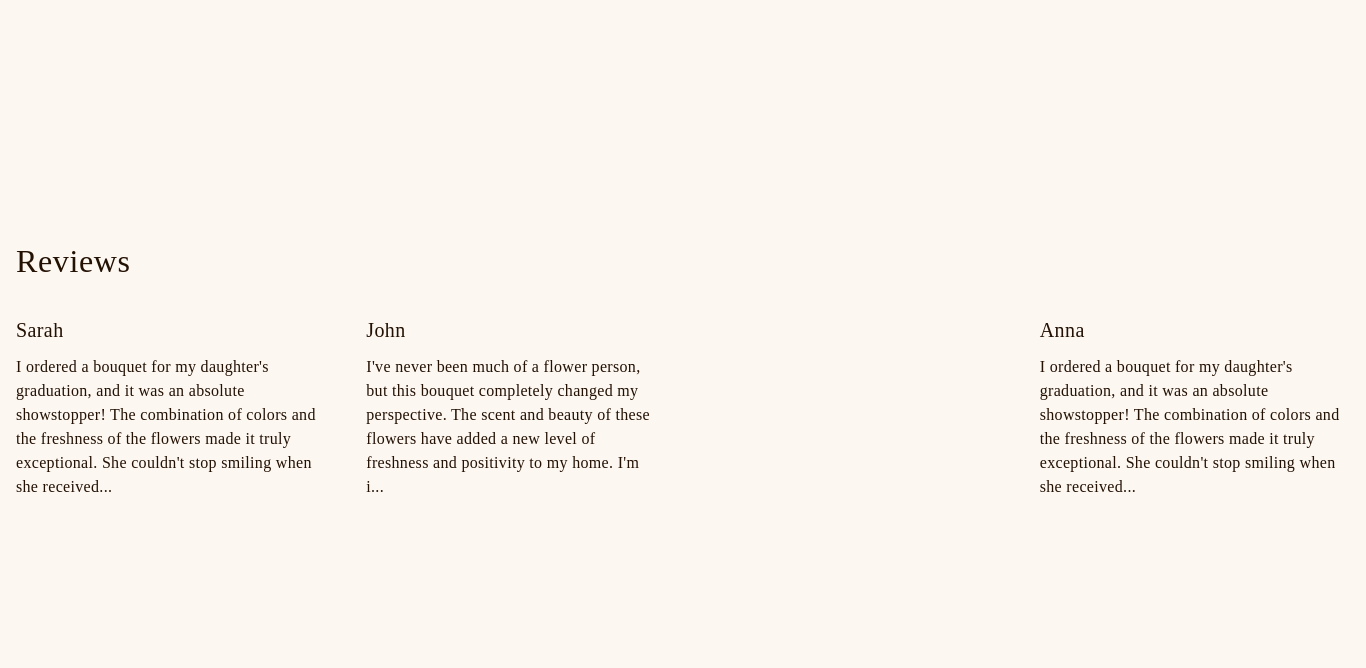 Reviews
Sarah
I ordered a bouquet for my daughter's
graduation, and it was an absolute
showstopper! The combination of colors and
the freshness of the flowers made it truly
exceptional. She couldn't stop smiling when
she received...
John
I've never been much of a flower person,
but this bouquet completely changed my
perspective. The scent and beauty of these
flowers have added a new level of
freshness and positivity to my home. I'm
i...
Anna
I ordered a bouquet for my daughter's
graduation, and it was an absolute
showstopper! The combination of colors and
the freshness of the flowers made it truly
exceptional. She couldn't stop smiling when
she received...